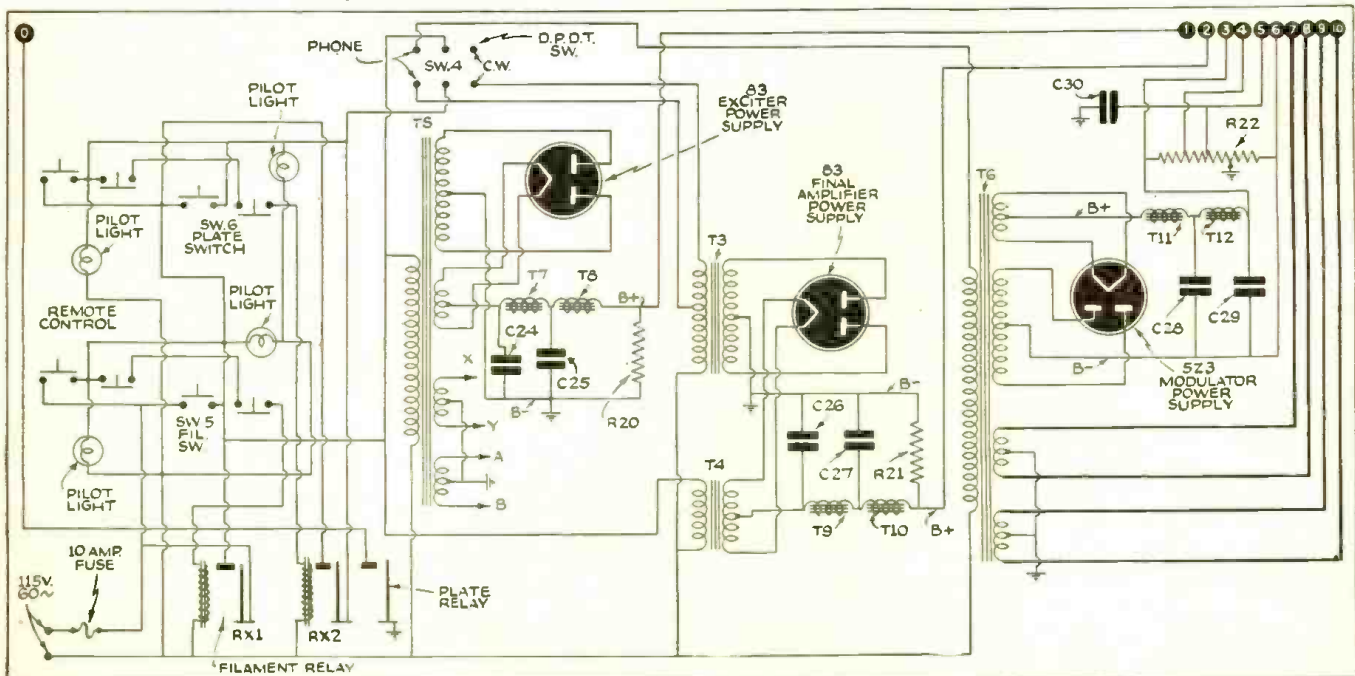 0
PHONE
SW.4
D.P.D.T.
SW.
C.W.
1
2
3
4
5
6
7
8
9
10
PILOT
LIGHT
83
EXCITER
POWER
SUPPLY
T5
C30
R22
83
FINAL
AMPLIFIER
POWER
SUPPLY
T6
PILOT
LIGHT
SW.6
PLATE
SWITCH
B+
T11
T12
T3
PILOT
LIGHT
REMOTE
CONTROL
T7
T8
B+
C24
C25
C28
C29
X
B-
R20
B-
5Z3
MODULATOR
POWER
SUPPLY
SW.5
FIL.
SW.
Y
A
B
B-
C26
C27
R21
T4
PILOT
LIGHT
T9
T10
B+
10 AMP.
FUSE
115V.
60~
RX1
RX2
PLATE
RELAY
FILAMENT RELAY